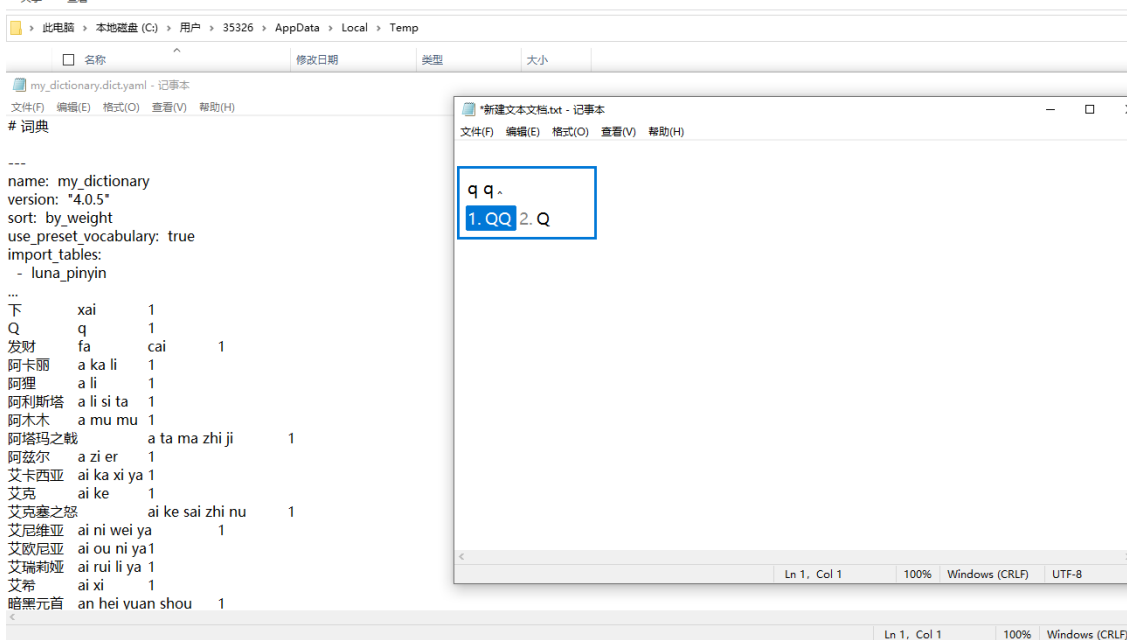 此电脑 › 本地磁盘 (C:) › 用户 › 35326 › AppData › Local › Temp
名称 修改日期 类型 大小
my_dictionary.dict.yaml - 记事本
文件(F) 编辑(E) 格式(O) 查看(V) 帮助(H)
# 词典
---
name: my_dictionary
version: "4.0.5"
sort: by_weight
use_preset_vocabulary: true
import_tables:
- luna_pinyin
...
下 xai 1
Q q 1
发财 fa cai 1
阿卡丽 a ka li 1
阿狸 a li 1
阿利斯塔 a li si ta 1
阿木木 a mu mu 1
阿塔玛之戟 a ta ma zhi ji 1
阿兹尔 a zi er 1
艾卡西亚 ai ka xi ya 1
艾克 ai ke 1
艾克塞之怒 ai ke sai zhi nu 1
艾尼维亚 ai ni wei ya 1
艾欧尼亚 ai ou ni ya1
艾瑞莉娅 ai rui li ya 1
艾希 ai xi 1
暗黑元首 an hei yuan shou 1
Ln 1, Col 1 100% Windows (CRLF)
*新建文本文档.txt - 记事本
文件(F) 编辑(E) 格式(O) 查看(V) 帮助(H)
q q‸
1. QQ 2. Q
Ln 1, Col 1 100% Windows (CRLF) UTF-8